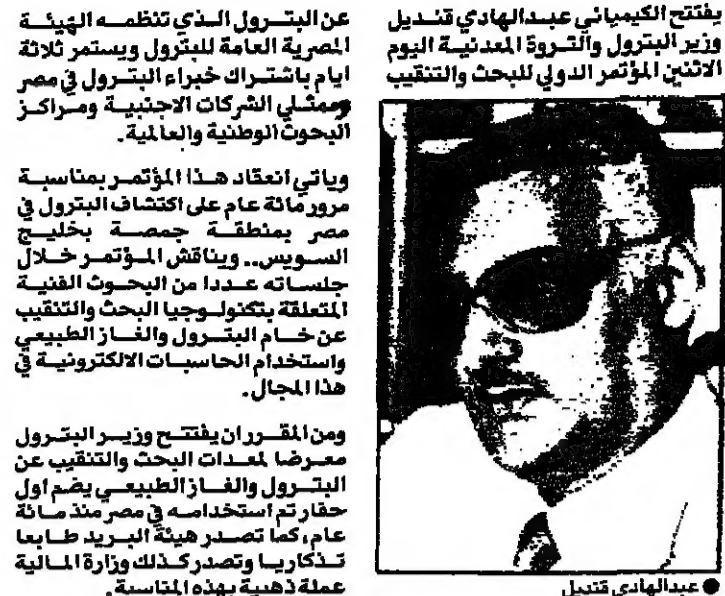 يفتتح الكيميائي عبدالهادي قنديل
وزير البترول والثروة المعدنية اليوم
الاثنين المؤتمر الدولي للبحث والتنقيب
عن البترول الذي تنظمه الهيئة
المصرية العامة للبترول ويستمر ثلاثة
ايام باشتراك خبراء البترول في مصر
وممثلي الشركات الاجنبية ومراكز
البحوث الوطنية والعالمية.
وياتي انعقاد هذا المؤتمر بمناسبة
مرور مائة عام على اكتشاف البترول في
مصر بمنطقة جمصة بخليج
السويس.. ويناقش المؤتمر خلال
جلساته عددا من البحوث الفنية
المتعلقة بتكنولوجيا البحث والتنقيب
عن خام البترول والغاز الطبيعي
واستخدام الحاسبات الالكترونية في
هذا المجال.
ومن المقرر ان يفتتح وزير البترول
معرضا لمعدات البحث والتنقيب عن
البترول والغاز الطبيعي يضم اول
حفار تم استخدامه في مصر منذ مائة
عام، كما تصدر هيئة البريد طابعا
تذكاريا وتصدر كذلك وزارة المالية
عملة ذهبية بهذه المناسبة.
● عبدالهادي قنديل